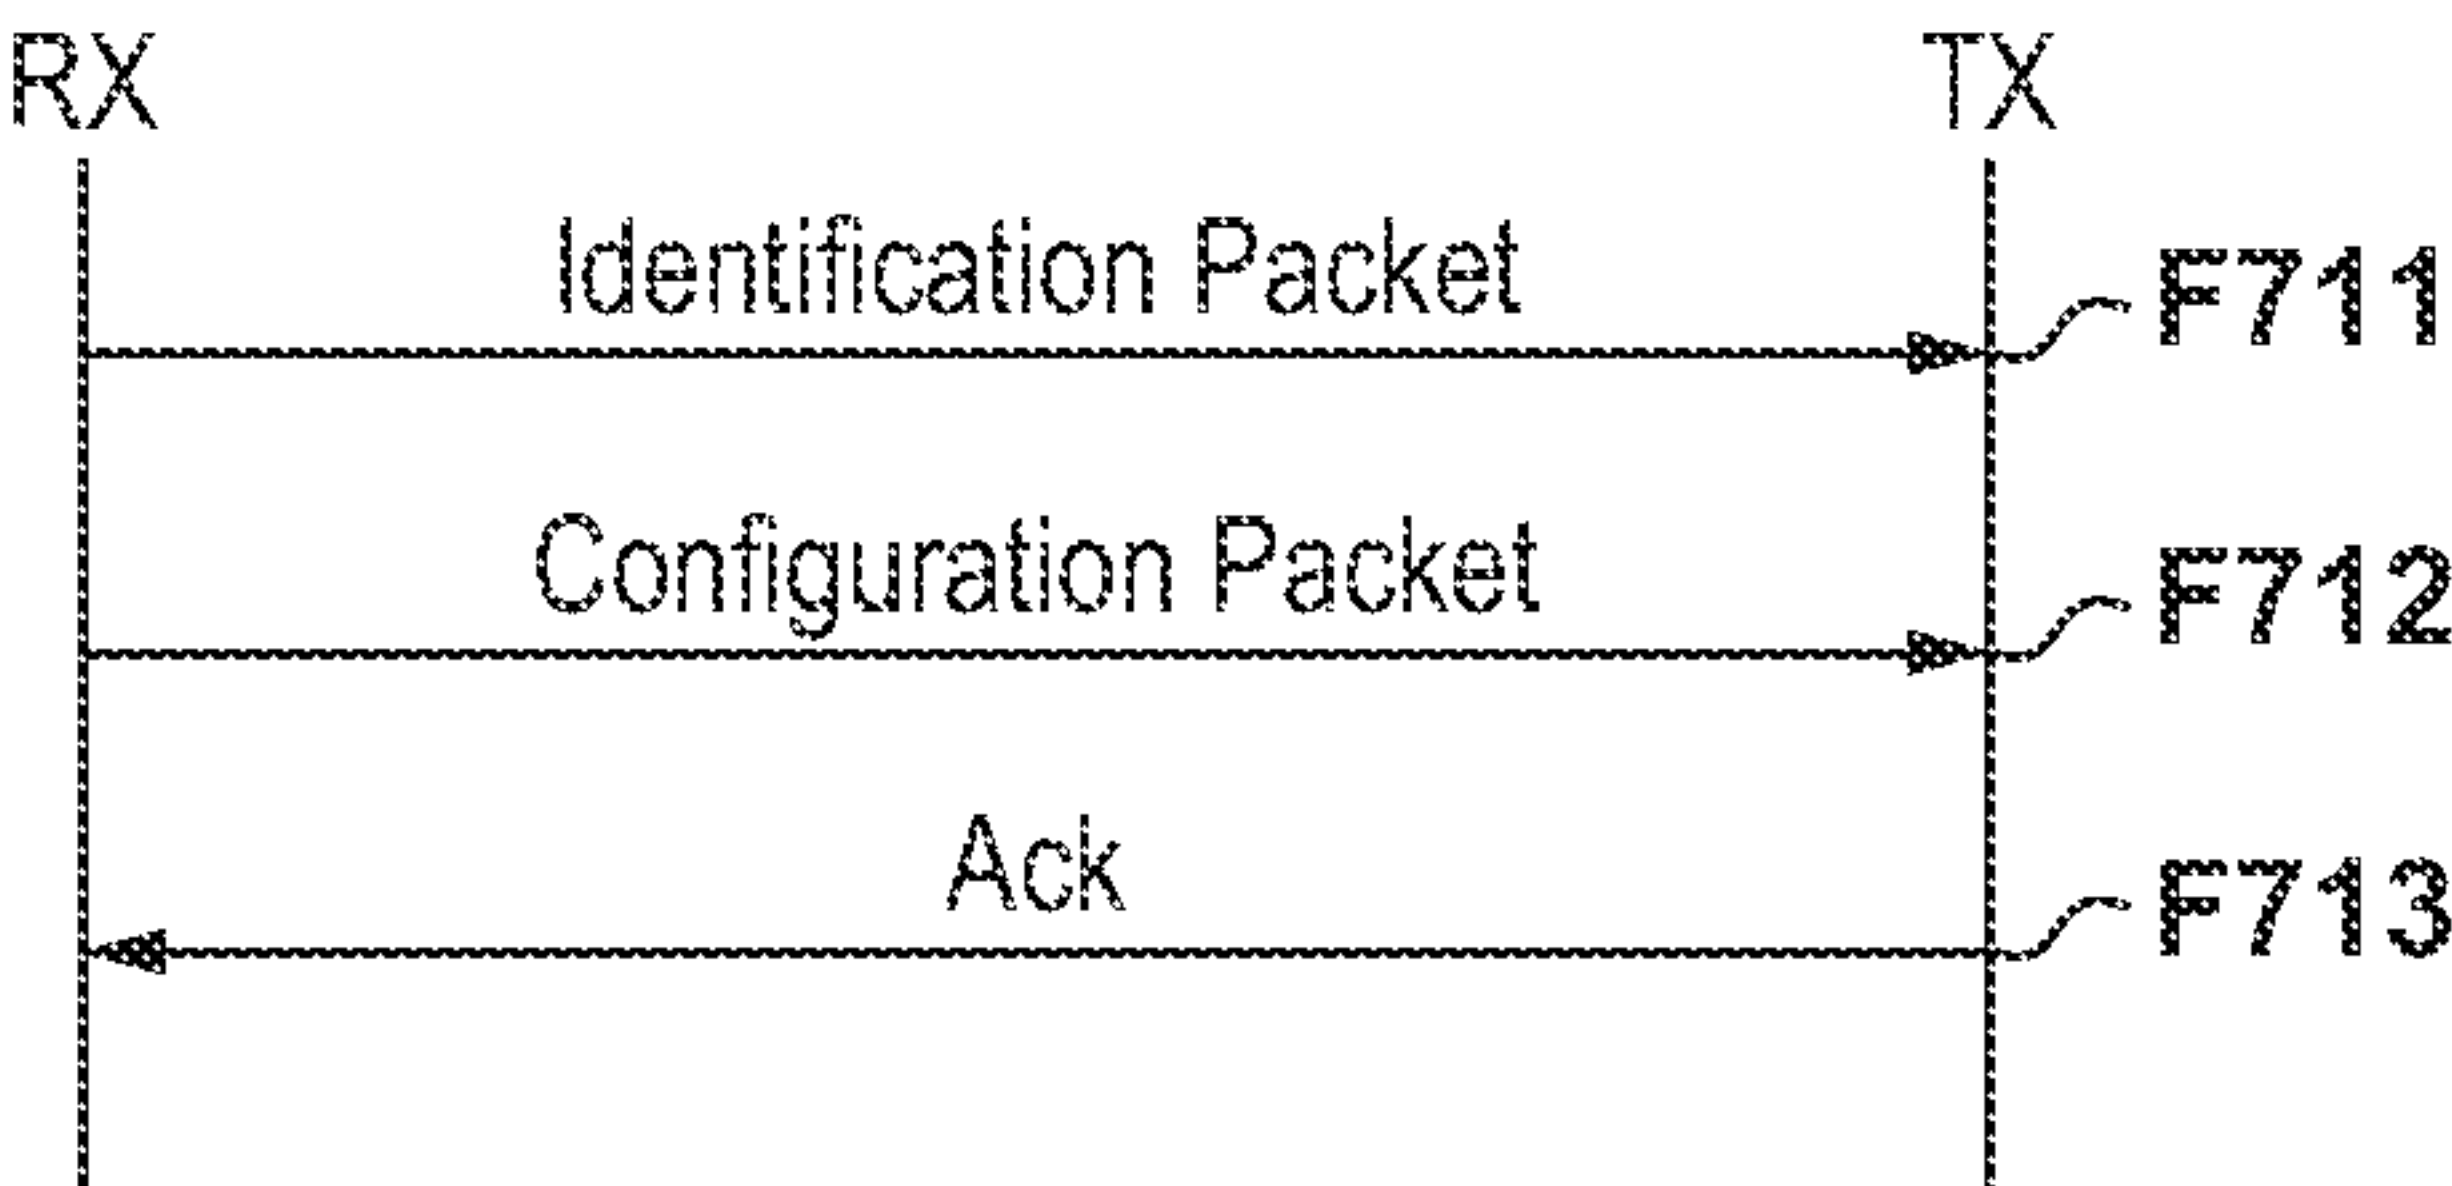 RX TX
Identification Packet F711
Configuration Packet F712
Ack F713